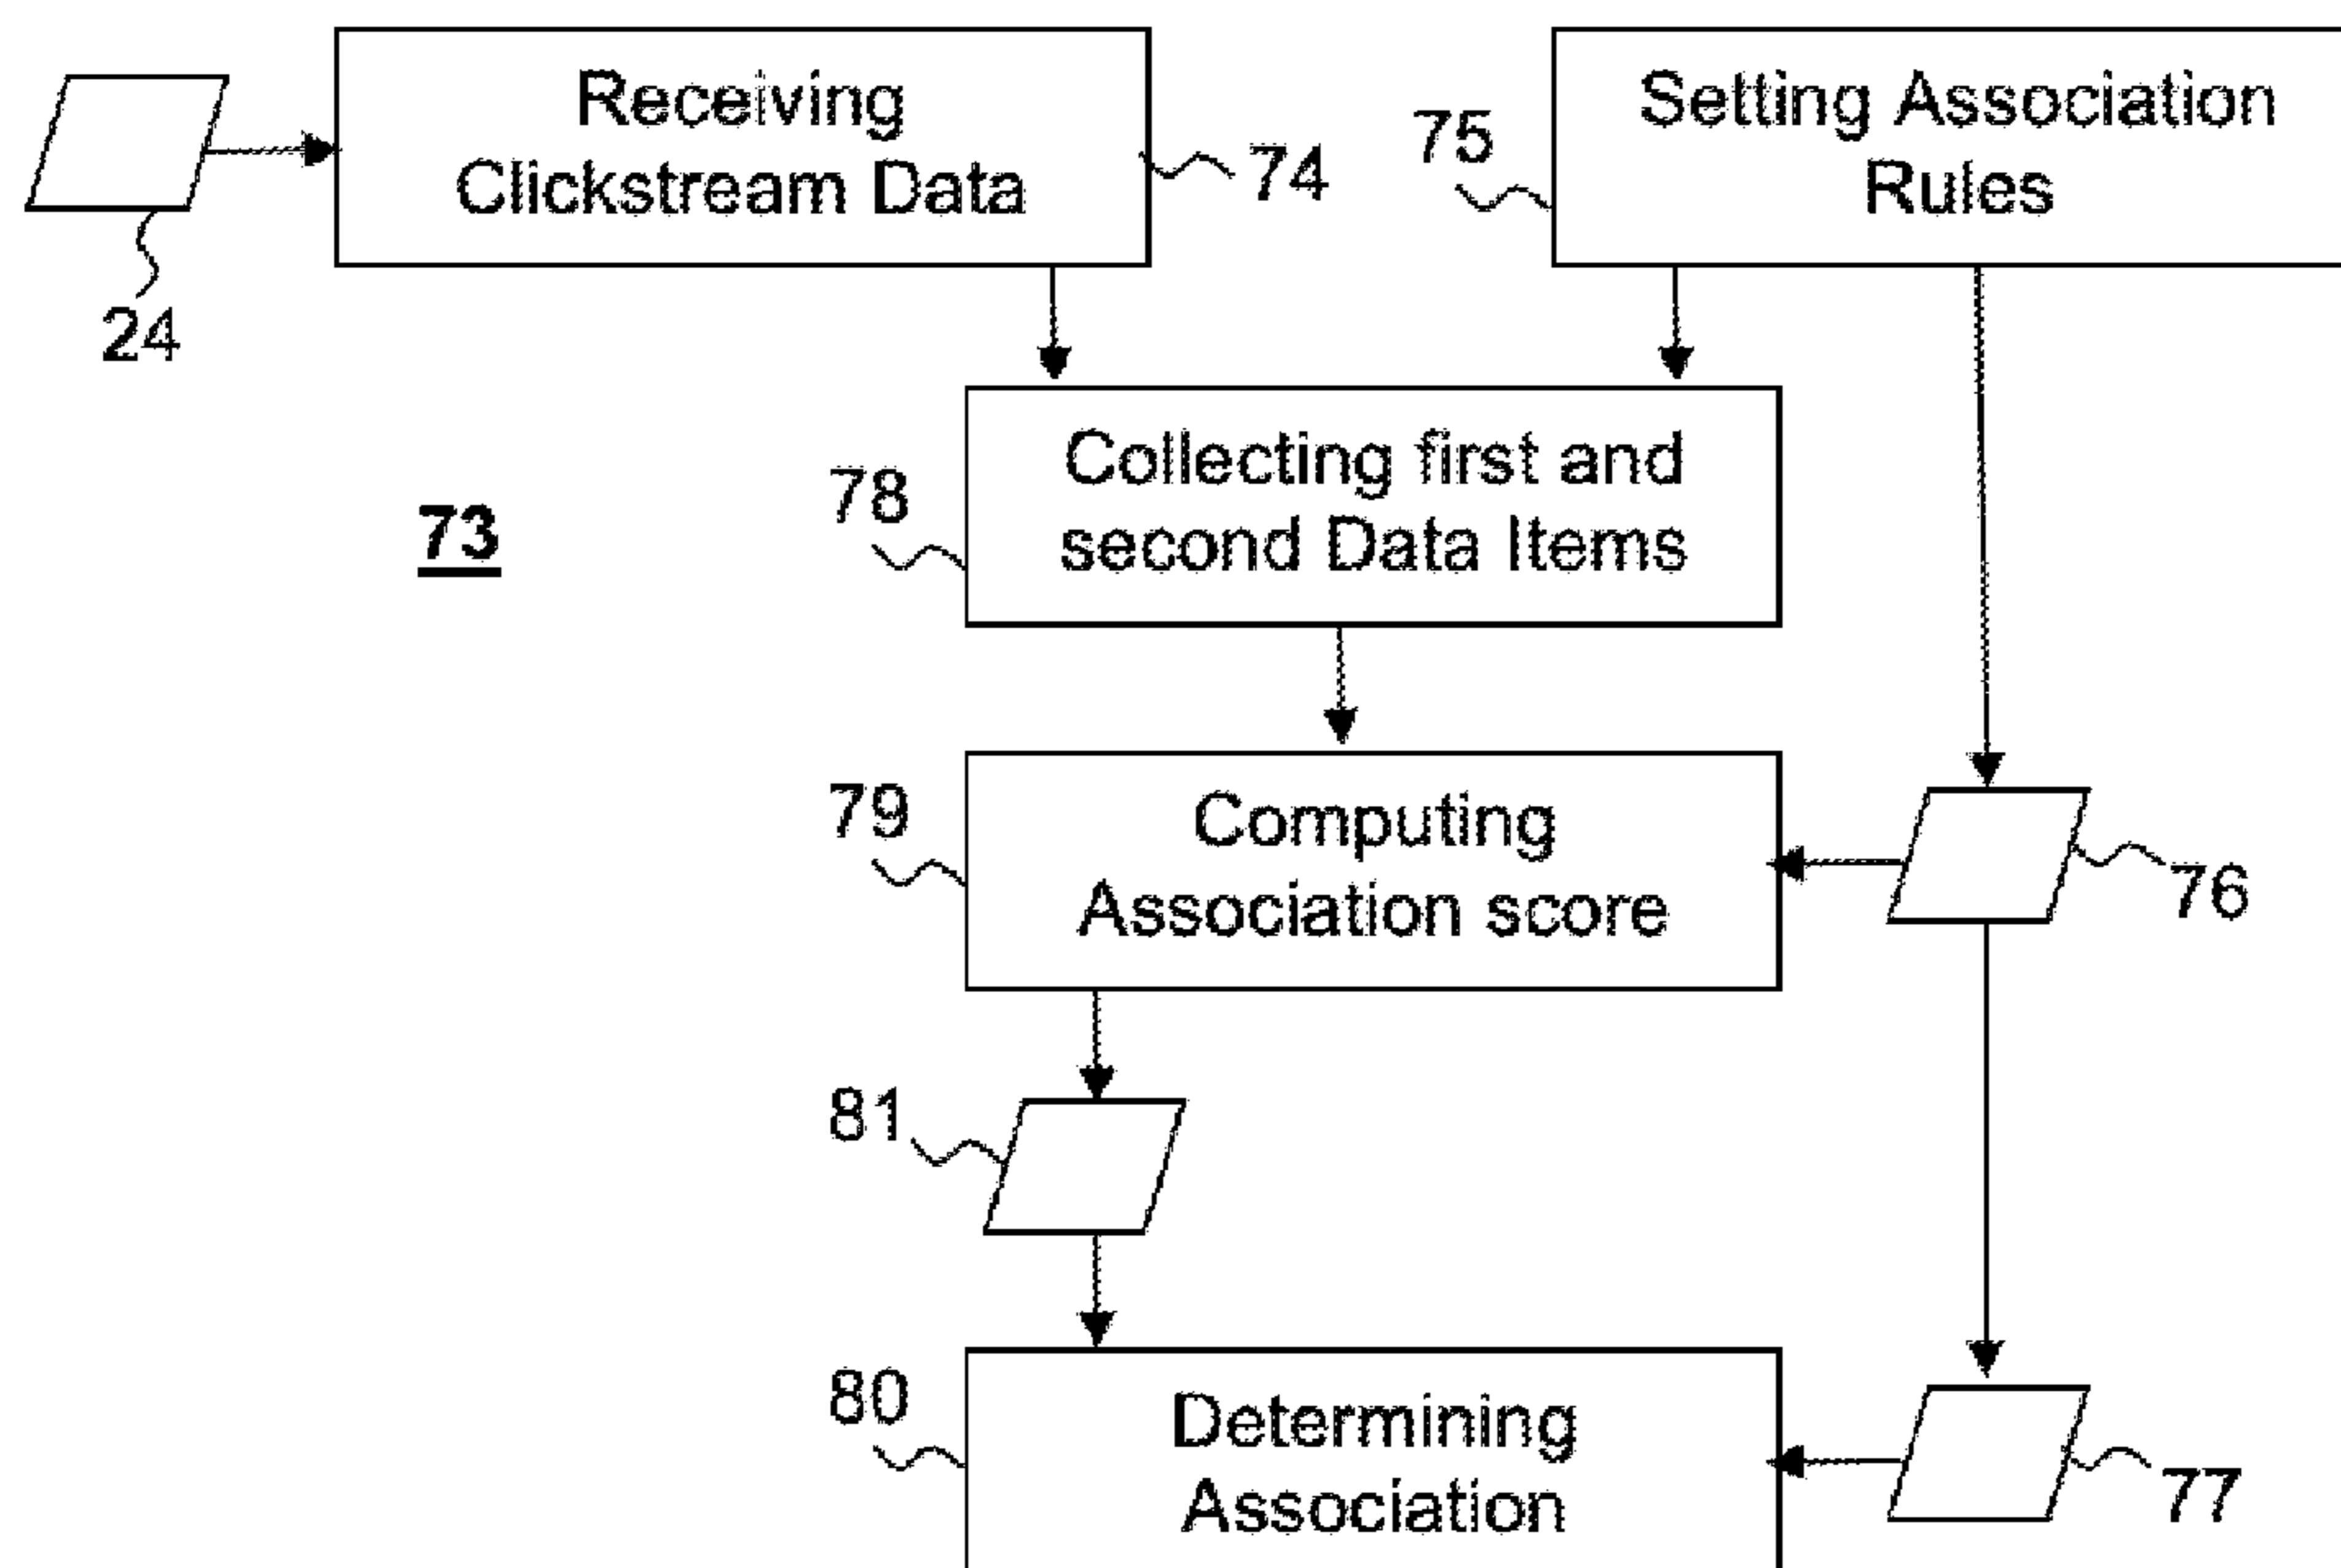 Receiving
Clickstream Data
74
75
Setting Association
Rules
24
73
78
Collecting first and
second Data Items
79
Computing
Association score
76
81
80
Determining
Association
77